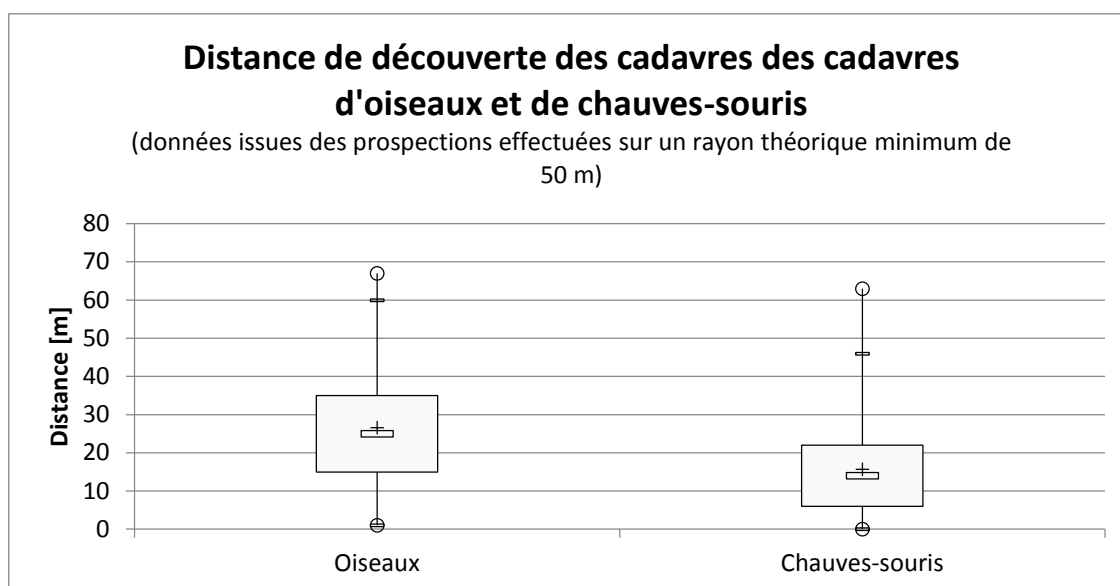 Distance de découverte des cadavres des cadavres
d'oiseaux et de chauves-souris
(données issues des prospections effectuées sur un rayon théorique minimum de
50 m)
80
70
60
50
40
30
20
10
0
Distance [m]
Oiseaux
Chauves-souris